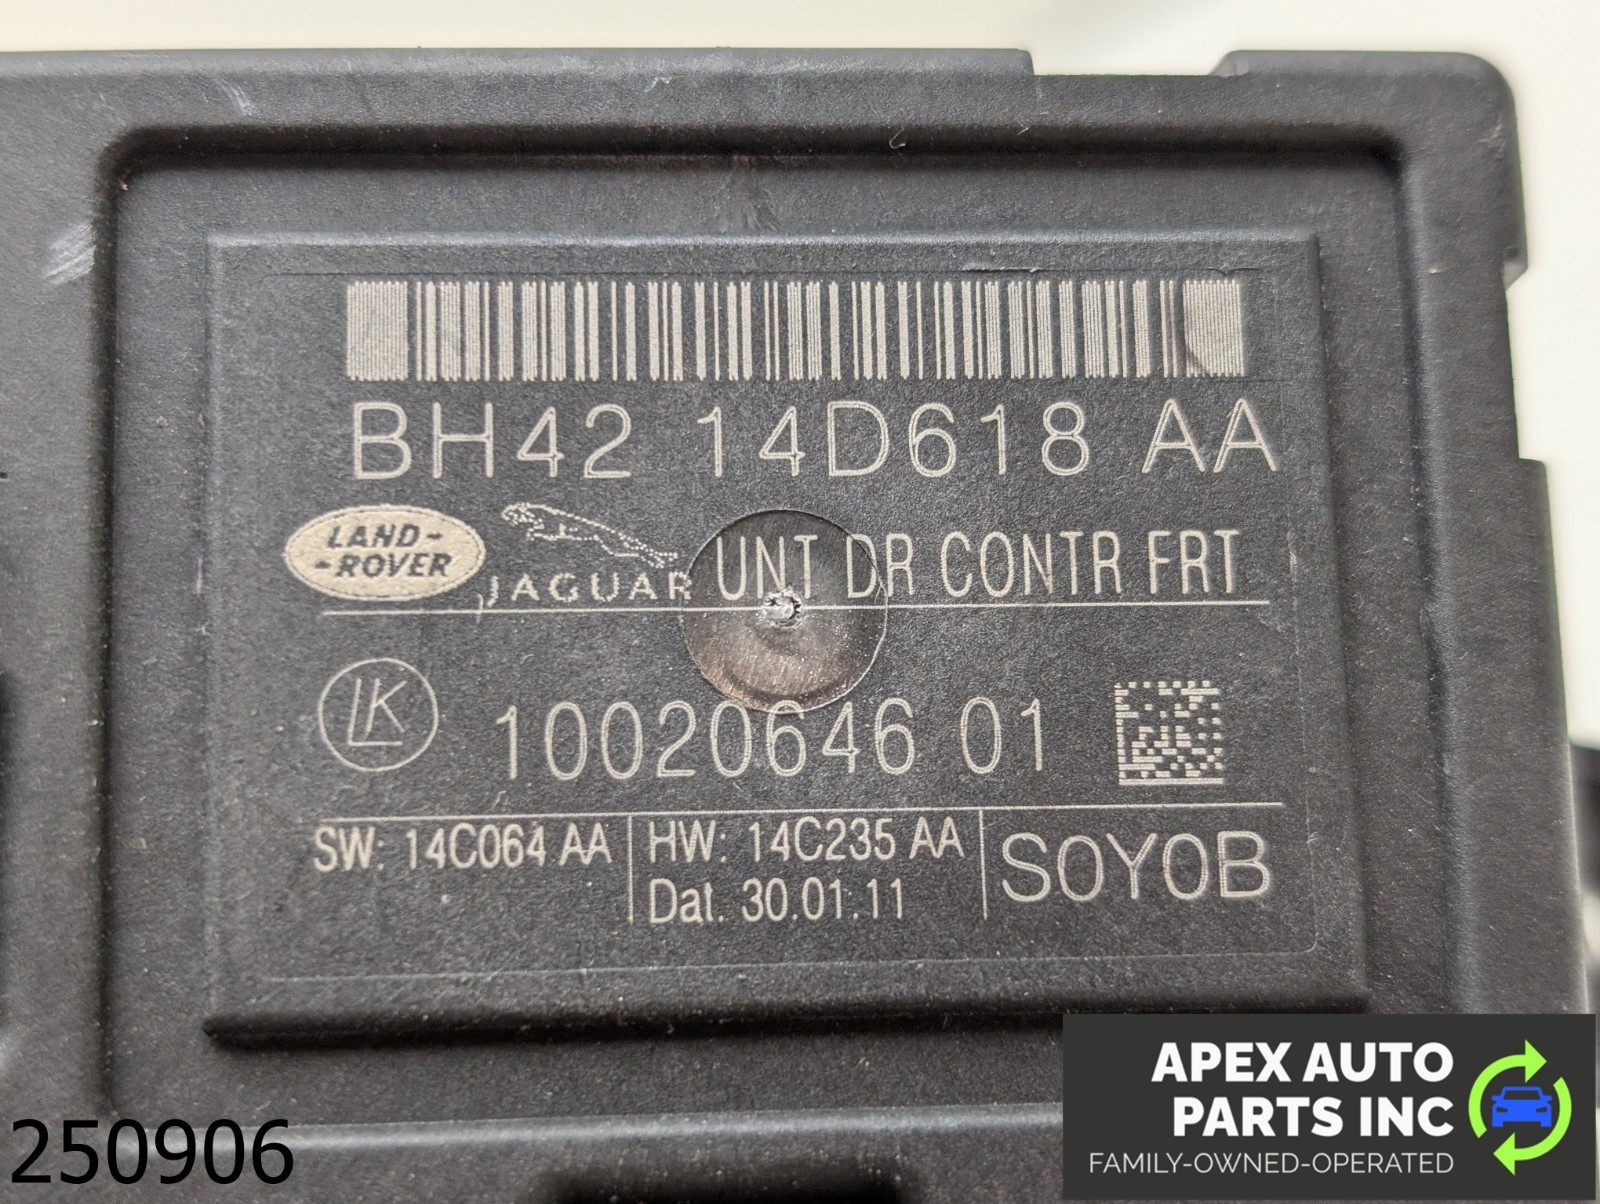 BH42 14D618 AA
LAND-
-ROVER
JAGUAR UNT DR CONTR FRT
LK 10020646 01
SW: 14C064 AA HW: 14C235 AA
Dat. 30.01.11
S0Y0B
250906
APEX AUTO
PARTS INC
FAMILY-OWNED-OPERATED